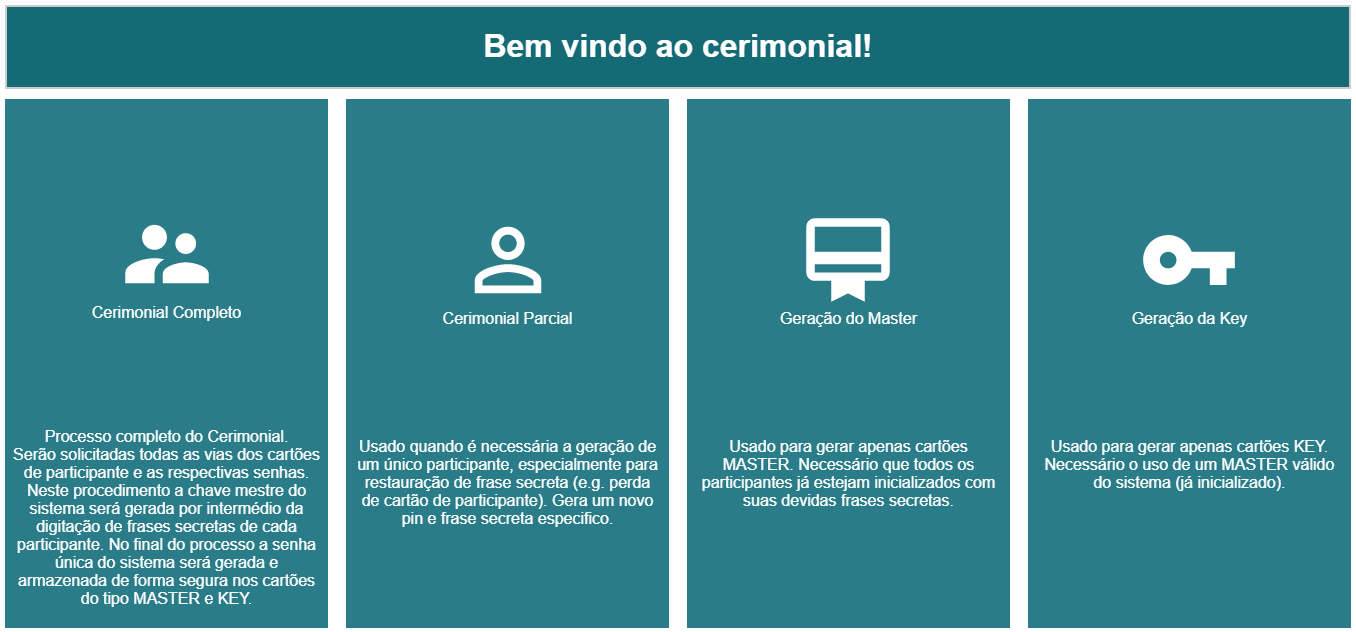 Bem vindo ao cerimonial!
Cerimonial Completo
Processo completo do Cerimonial.
Serão solicitadas todas as vias dos cartões
de participante e as respectivas senhas.
Neste procedimento a chave mestre do
sistema será gerada por intermédio da
digitação de frases secretas de cada
participante. No final do processo a senha
única do sistema será gerada e
armazenada de forma segura nos cartões
do tipo MASTER e KEY.
Cerimonial Parcial
Usado quando é necessária a geração de
um único participante, especialmente para
restauração de frase secreta (e.g. perda
de cartão de participante). Gera um novo
pin e frase secreta especifico.
Geração do Master
Usado para gerar apenas cartões
MASTER. Necessário que todos os
participantes já estejam inicializados com
suas devidas frases secretas.
Geração da Key
Usado para gerar apenas cartões KEY.
Necessário o uso de um MASTER válido
do sistema (já inicializado).